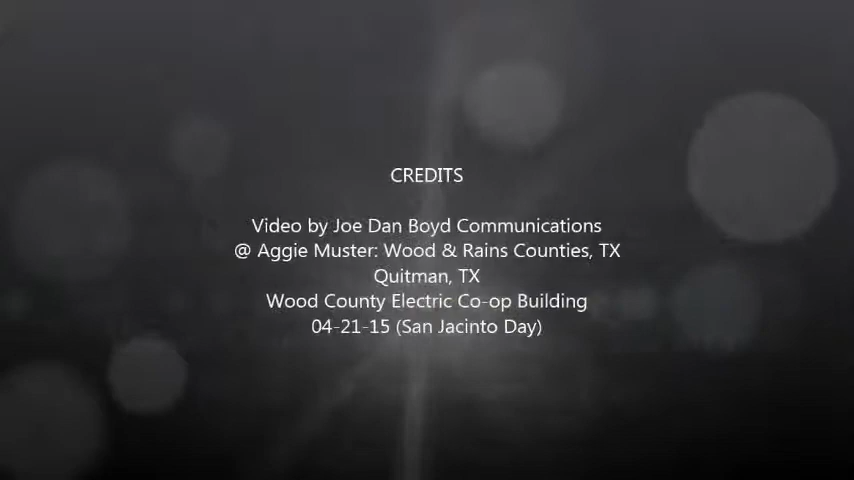 CREDITS
Video by Joe Dan Boyd Communications
@ Aggie Muster: Wood & Rains Counties, TX
Quitman, TX
Wood County Electric Co-op Building
04-21-15 (San Jacinto Day)